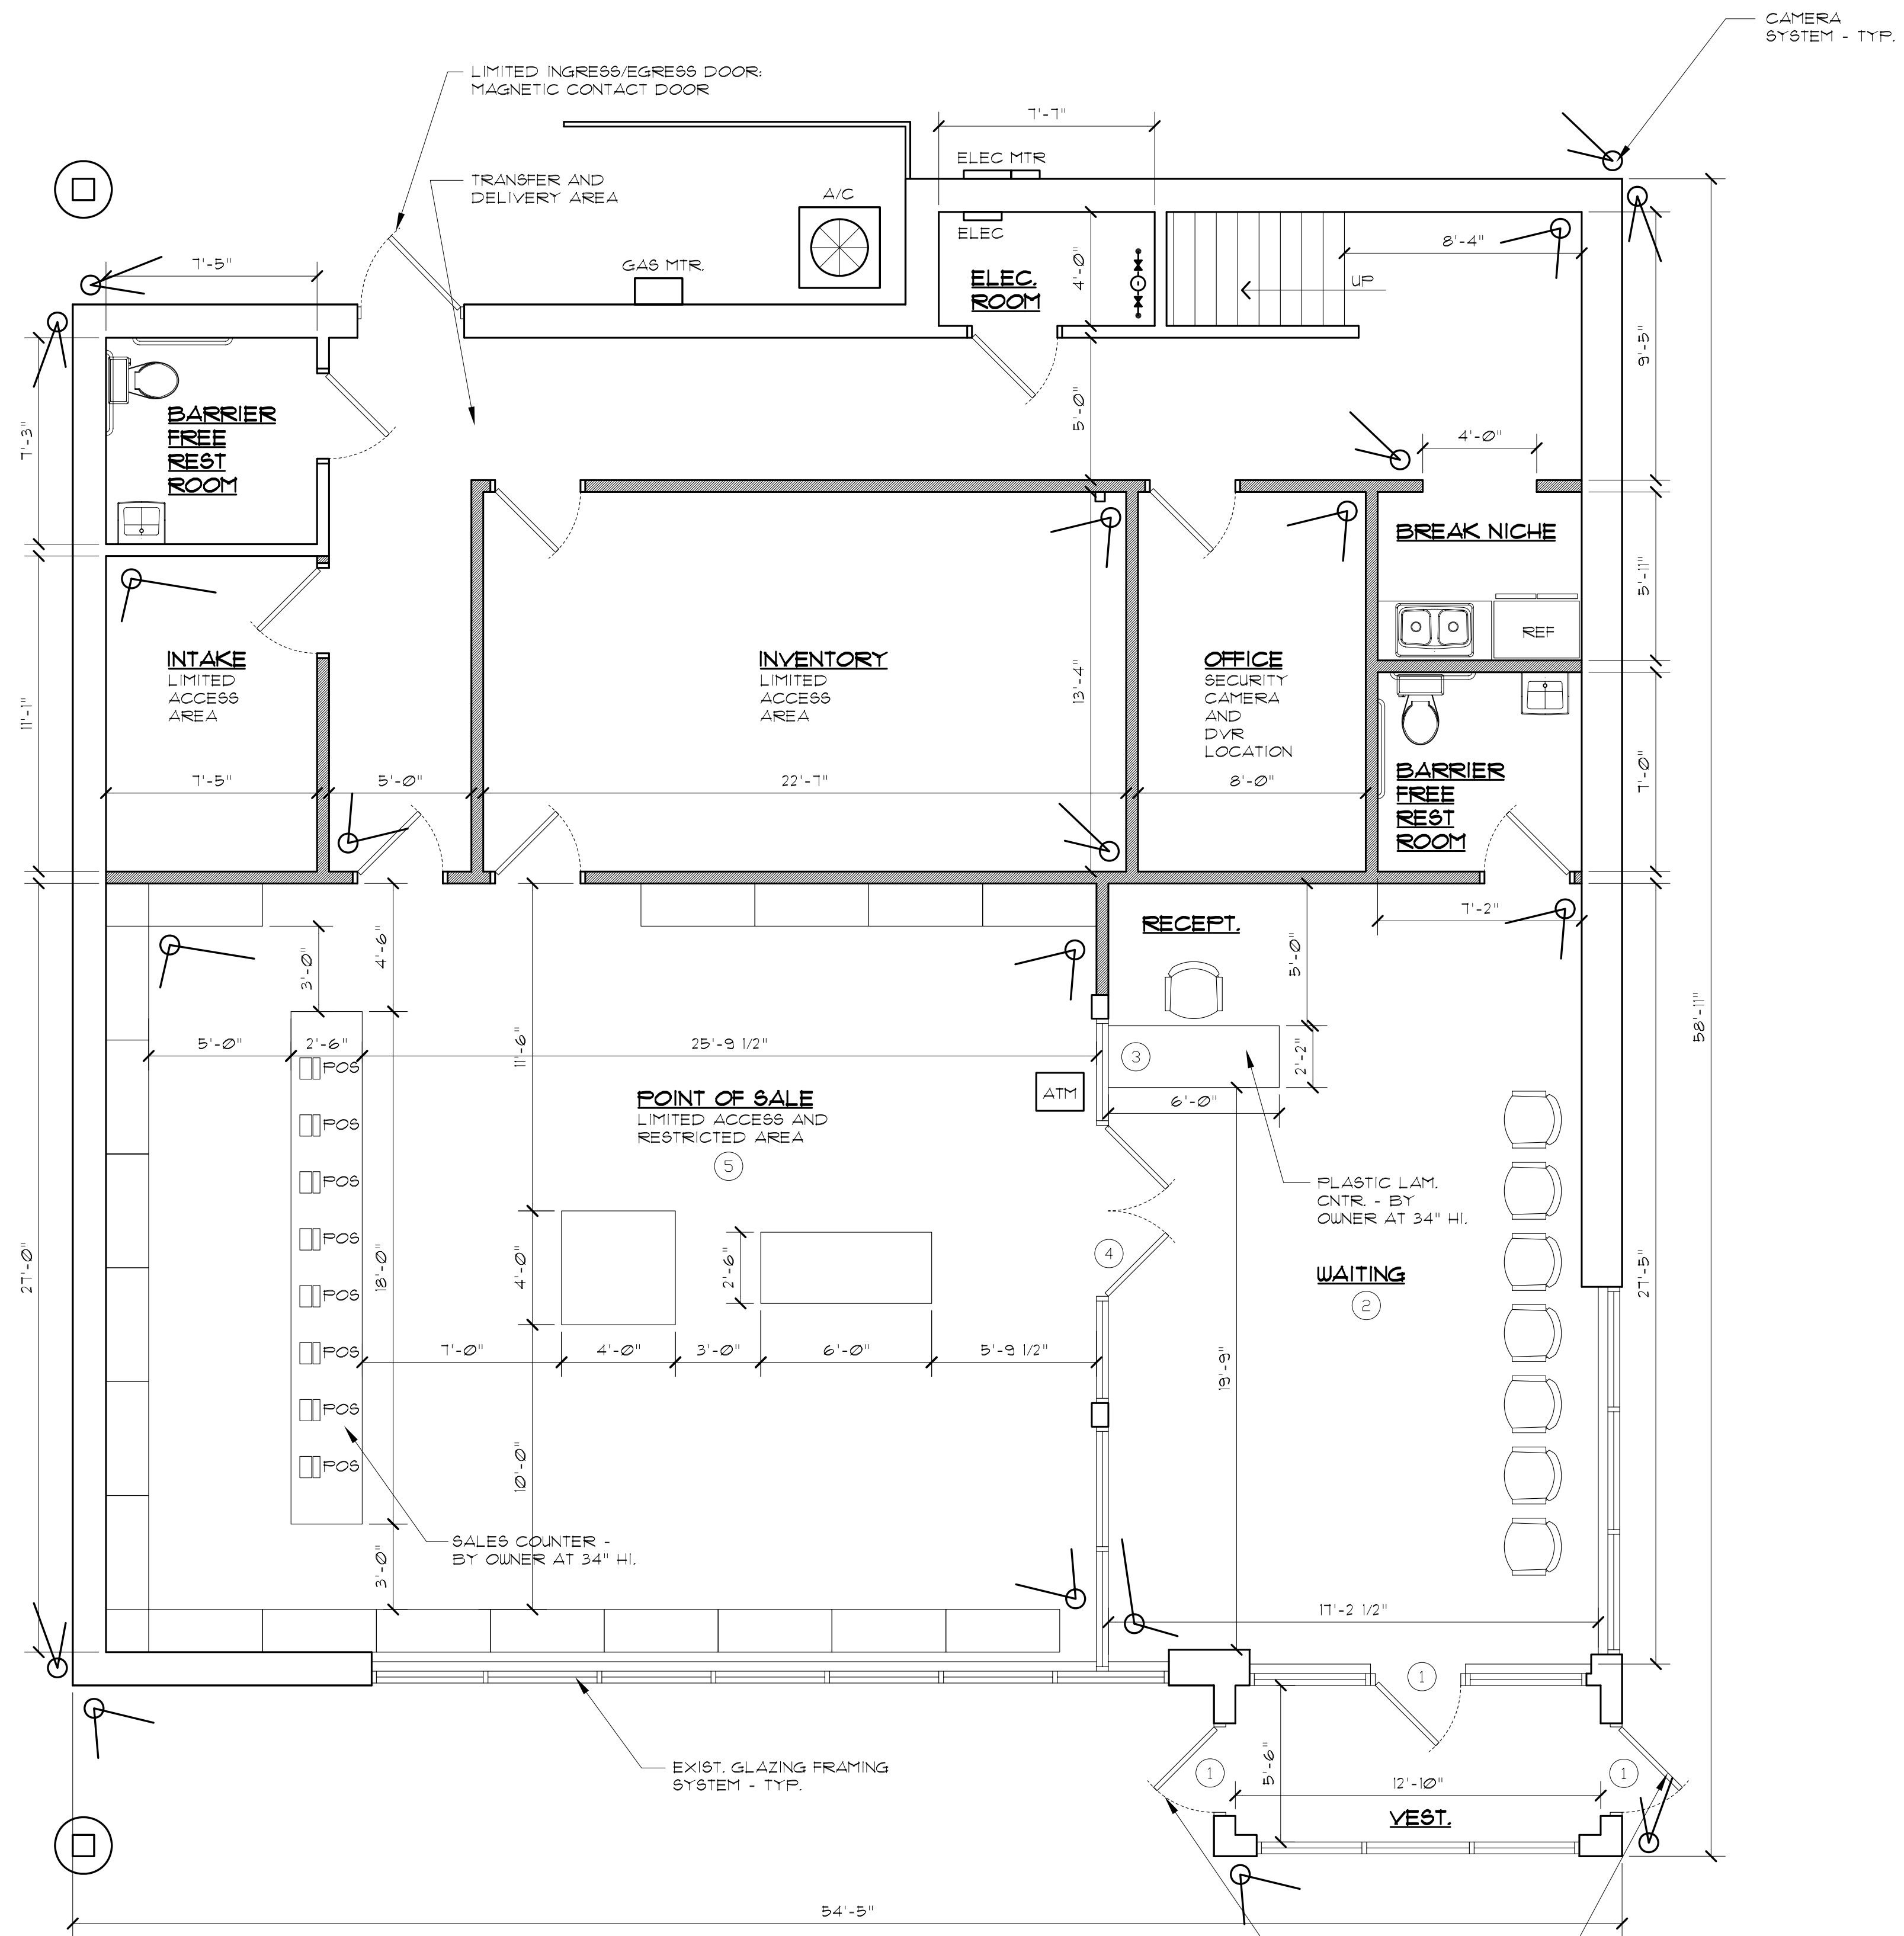 CAMERA
SYSTEM - TYP.
LIMITED INGRESS/EGRESS DOOR:
MAGNETIC CONTACT DOOR
7'-7"
ELEC MTR
TRANSFER AND
DELIVERY AREA
A/C
ELEC
8'-4"
7'-5"
GAS MTR.
ELEC.
ROOM
4'-0"
UP
9'-5"
7'-3"
BARRIER
FREE
REST
ROOM
5'-0"
4'-0"
BREAK NICHE
5'-11"
REF
INTAKE
LIMITED
ACCESS
AREA
INVENTORY
LIMITED
ACCESS
AREA
13'-4"
OFFICE
SECURITY
CAMERA
AND
DVR
LOCATION
11'-1"
7'-5"
5'-0"
22'-7"
8'-0"
BARRIER
FREE
REST
ROOM
7'-0"
7'-2"
RECEPT.
4'-6"
3'-0"
5'-0"
58'-11"
5'-0"
2'-6"
25'-9 1/2"
11'-6"
3
2'-2"
POS
ATM
6'-0"
POINT OF SALE
LIMITED ACCESS AND
RESTRICTED AREA
5
POS
POS
PLASTIC LAM.
CNTR. - BY
OWNER AT 34" HI.
POS
4
27'-0"
18'-0"
4'-0"
2'-6"
WAITING
2
27'-5"
POS
POS
7'-0"
4'-0"
3'-0"
6'-0"
5'-9 1/2"
19'-9"
POS
POS
10'-0"
SALES COUNTER -
BY OWNER AT 34" HI.
3'-0"
17'-2 1/2"
1
EXIST. GLAZING FRAMING
SYSTEM - TYP.
1
5'-6"
12'-10"
1
VEST.
54'-5"